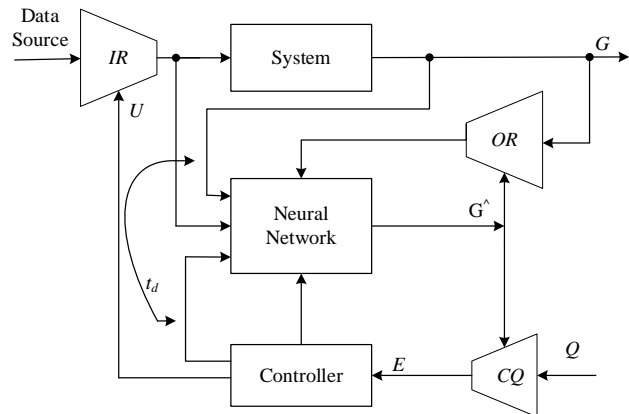 Data
Source
IR
System
G
U
OR
Neural
Network
G^
t_d
Controller
E
CQ
Q